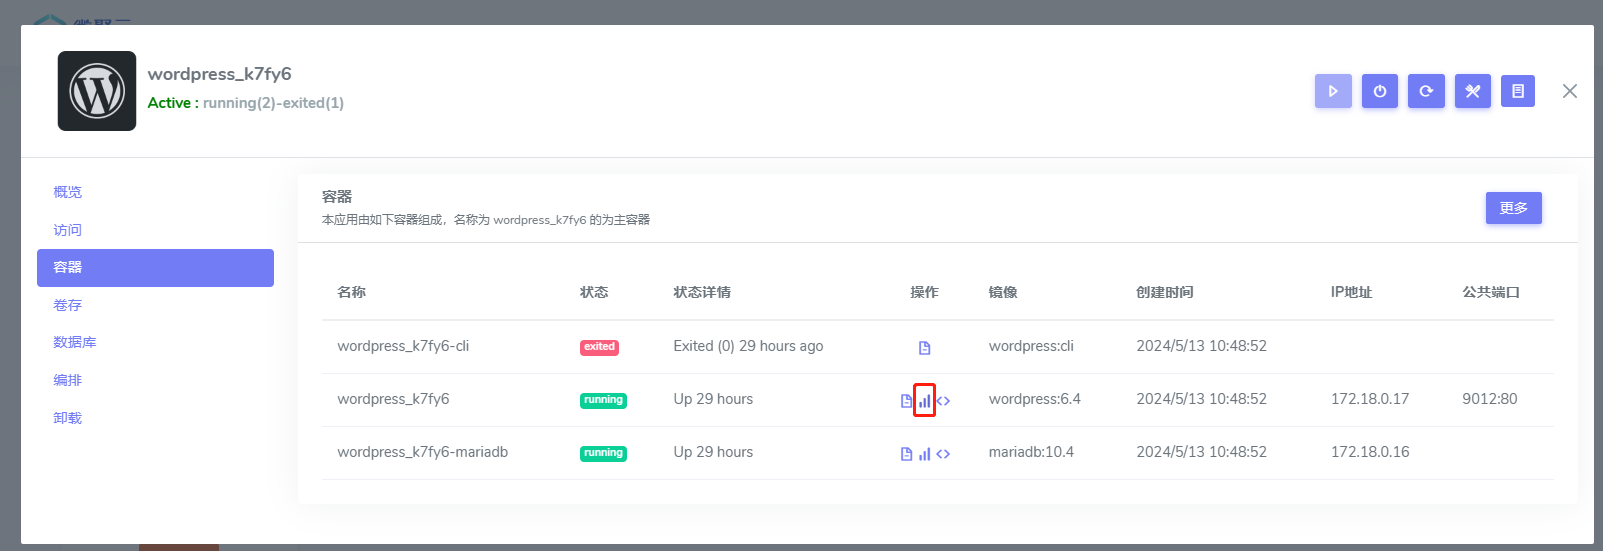 wordpress_k7fy6
Active : running(2)-exited(1)
概览
访问
容器
卷存
数据库
编排
卸载
容器
本应用由如下容器组成，名称为 wordpress_k7fy6 的为主容器
更多
名称 状态 状态详情 操作 镜像 创建时间 IP地址 公共端口
wordpress_k7fy6-cli exited Exited (0) 29 hours ago wordpress:cli 2024/5/13 10:48:52
wordpress_k7fy6 running Up 29 hours wordpress:6.4 2024/5/13 10:48:52 172.18.0.17 9012:80
wordpress_k7fy6-mariadb running Up 29 hours mariadb:10.4 2024/5/13 10:48:52 172.18.0.16